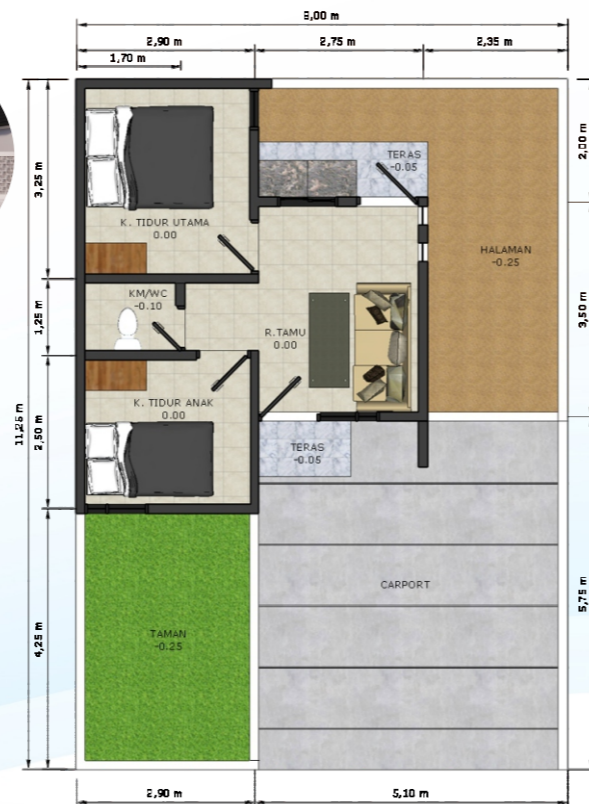 8,00 m
2,90 m
2,75 m
2,35 m
1,70 m
11,25 m
3,25 m
1,25 m
2,50 m
4,25 m
2,00 m
3,50 m
5,75 m
TERAS
-0.05
K. TIDUR UTAMA
0.00
HALAMAN
-0.25
KM/WC
-0.10
R.TAMU
0.00
K. TIDUR ANAK
0.00
TERAS
-0.05
CARPORT
TAMAN
-0.25
2,90 m
5,10 m